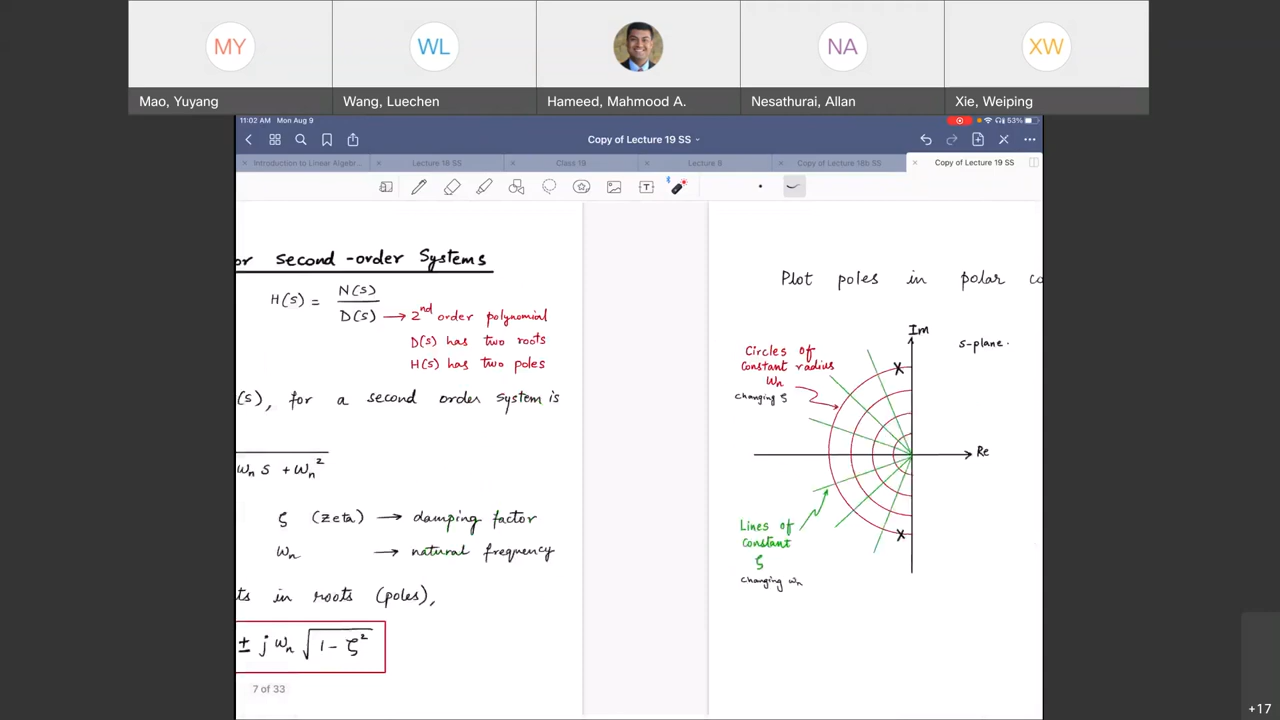 MY
WL
NA
XW
Mao, Yuyang
Wang, Luechen
Hameed, Mahmood A.
Nesathurai, Allan
Xie, Weiping
11:02 AM Mon Aug 9
53%
Copy of Lecture 19 SS
Introduction to Linear Algebr...
Lecture 18 SS
Class 19
Lecture 8
Copy of Lecture 18b SS
Copy of Lecture 19 SS
or second-order Systems
H(s) = N(s) / D(s) → 2nd order polynomial
D(s) has two roots
H(s) has two poles
(s), for a second order system is
ωn s + ωn²
ζ (Zeta) → damping factor
ωn → natural frequency
ts in roots (poles),
± j ωn √1 - ζ²
7 of 33
Plot poles in polar co
Im
s-plane.
Circles of
Constant radius
ωn
changing ζ
Re
Lines of
Constant
ζ
changing ωn
+17